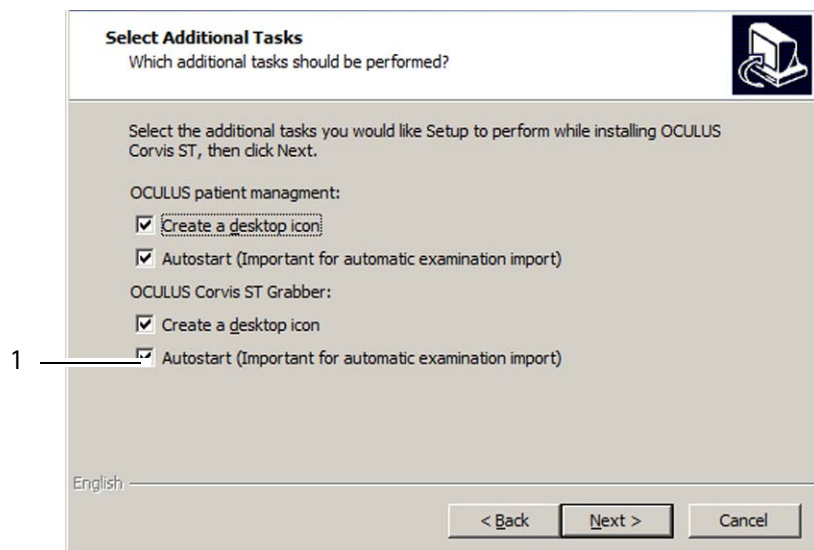 Select Additional Tasks
Which additional tasks should be performed?
Select the additional tasks you would like Setup to perform while installing OCULUS
Corvis ST, then click Next.
OCULUS patient managment:
Create a desktop icon
Autostart (Important for automatic examination import)
OCULUS Corvis ST Grabber:
Create a desktop icon
1 Autostart (Important for automatic examination import)
English
< Back Next > Cancel